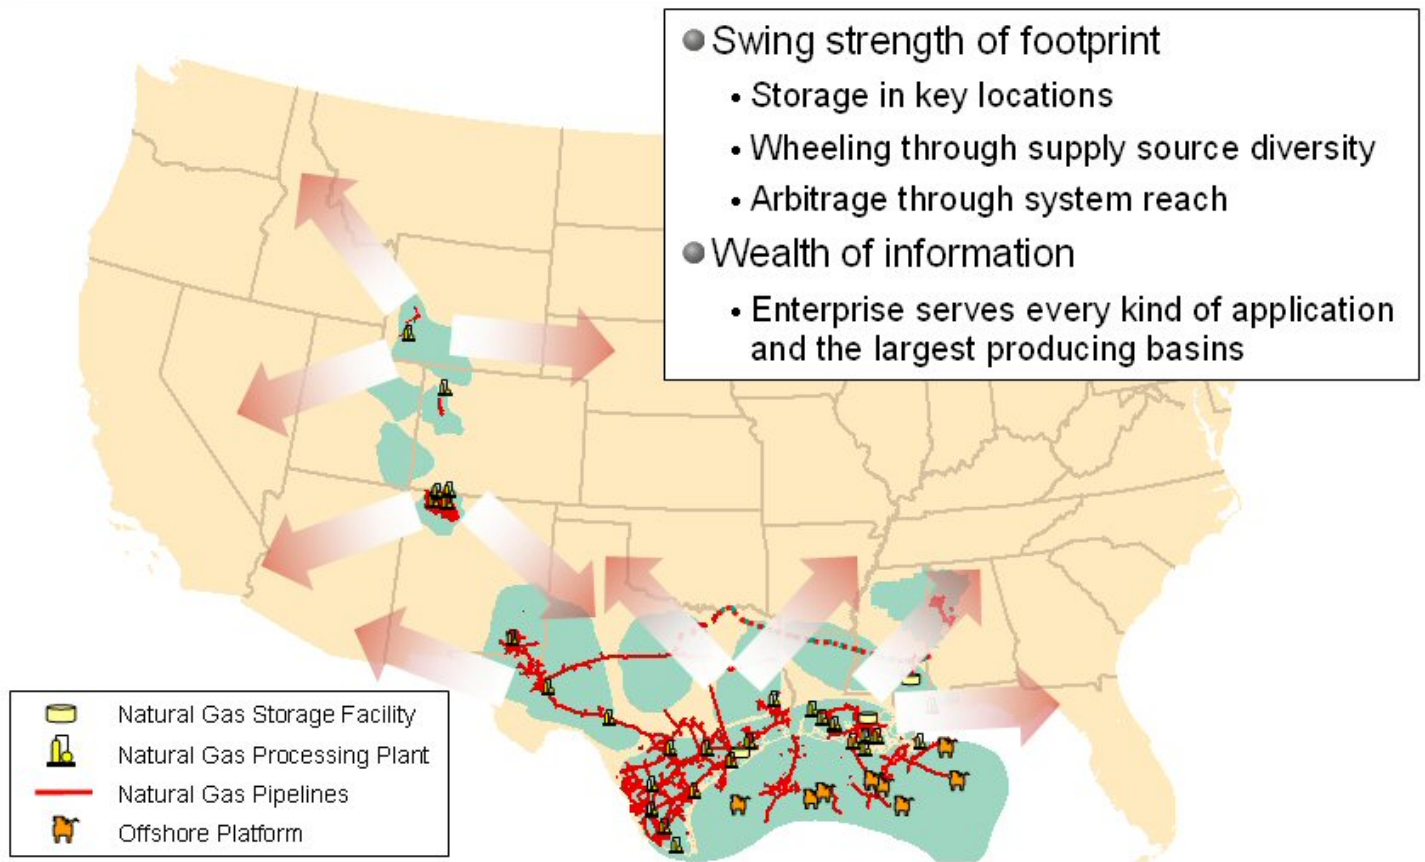 Swing strength of footprint
• Storage in key locations
• Wheeling through supply source diversity
• Arbitrage through system reach
Wealth of information
• Enterprise serves every kind of application
and the largest producing basins
Natural Gas Storage Facility
Natural Gas Processing Plant
Natural Gas Pipelines
Offshore Platform